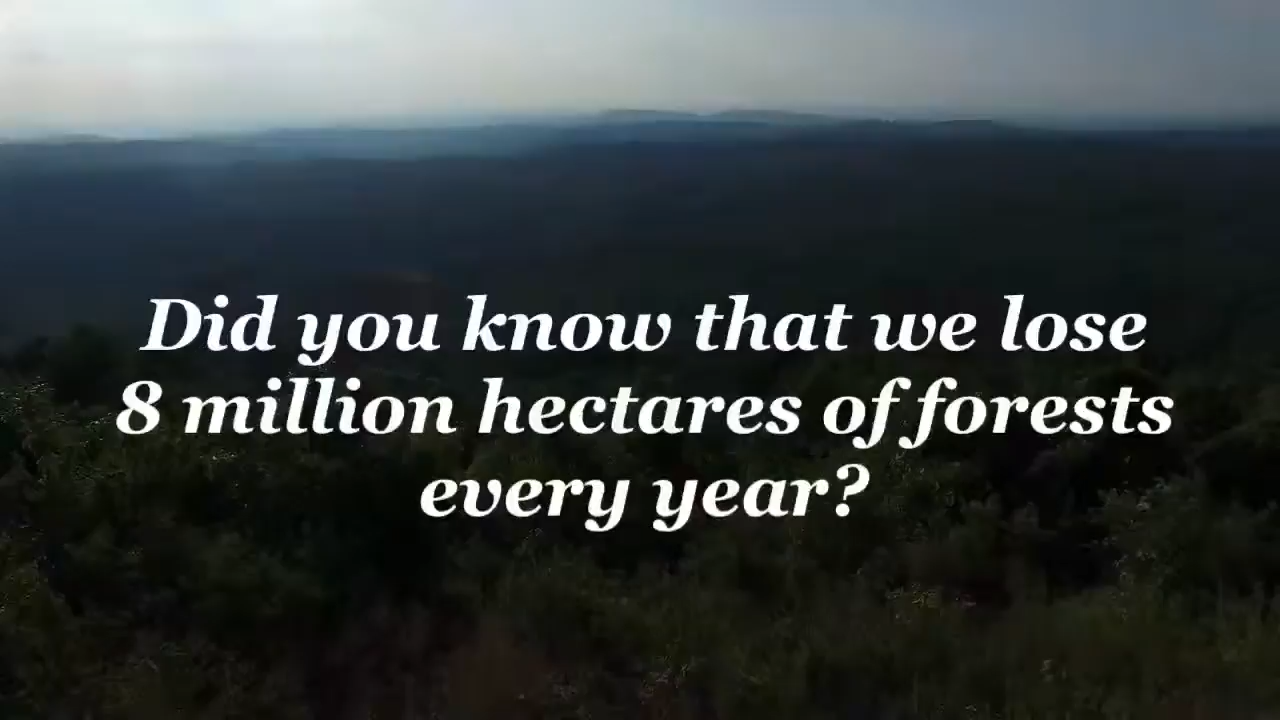 Did you know that we lose
8 million hectares of forests
every year?